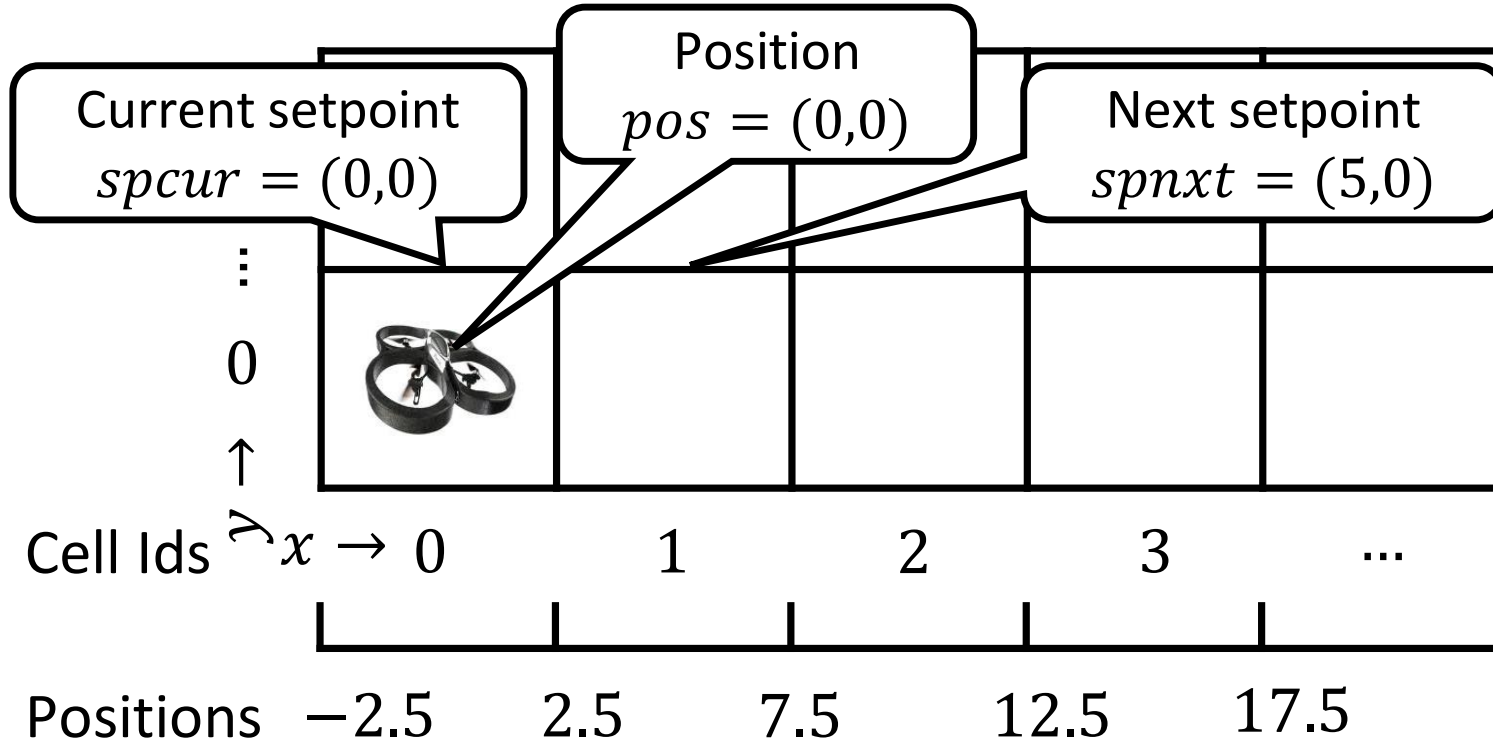 Position
pos = (0,0)
Current setpoint
spcur = (0,0)
Next setpoint
spnxt = (5,0)
⋮
0
y →
Cell Ids x → 0 1 2 3 ...
Positions −2.5 2.5 7.5 12.5 17.5